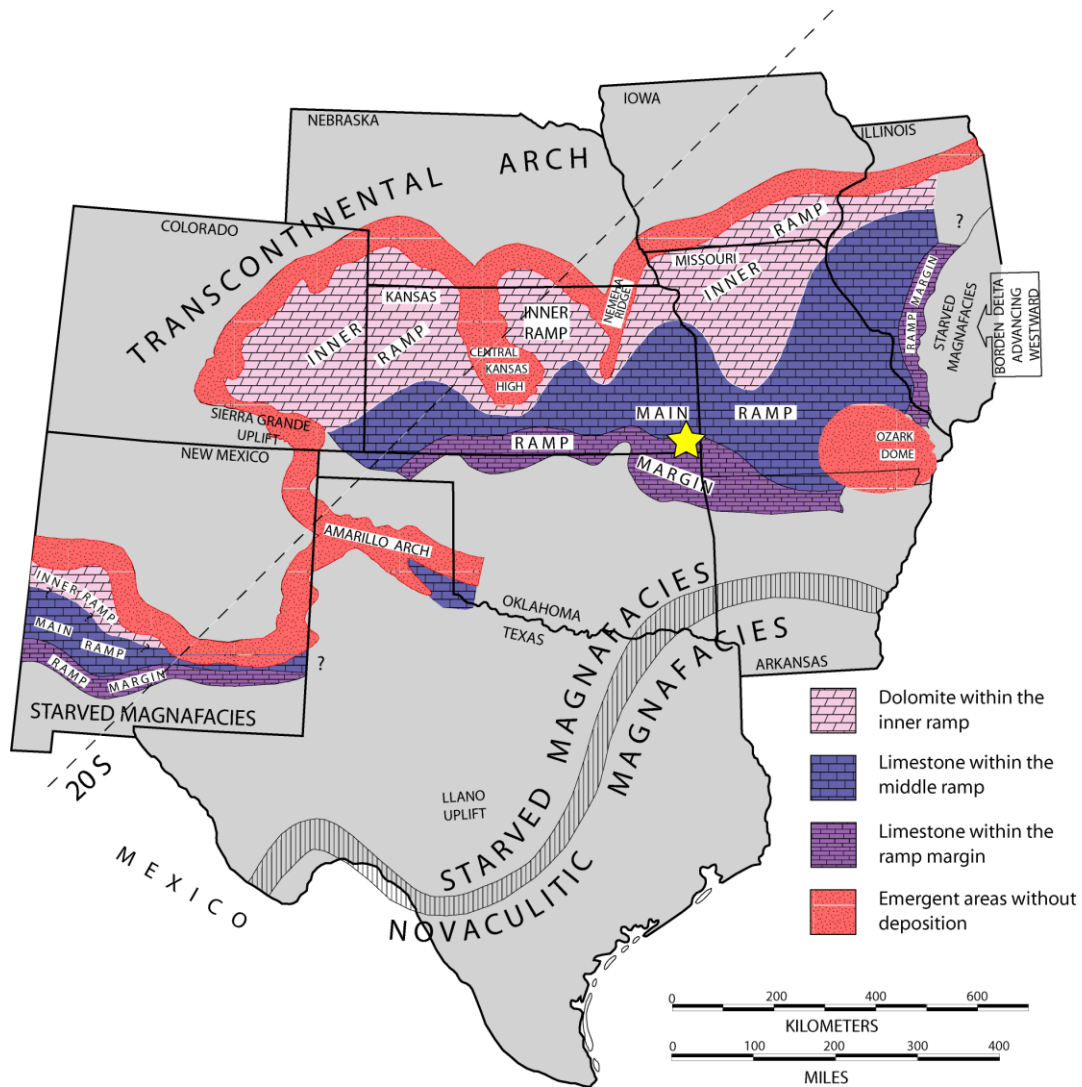 NEBRASKA
IOWA
ILLINOIS
TRANSCONTINENTAL ARCH
COLORADO
KANSAS
MISSOURI
INNER RAMP
INNER
RAMP
INNER RAMP
NEMEHA
RIDGE
CENTRAL
KANSAS
HIGH
?
RAMP MARGIN
STARVED
MAGNAFACIES
BORDEN DELTA
ADVANCING
WESTWARD
SIERRA GRANDE
UPLIFT
NEW MEXICO
MAIN RAMP
RAMP MARGIN
OZARK
DOME
AMARILLO ARCH
INNER RAMP
MAIN RAMP
RAMP MARGIN
?
STARVED MAGNAFACIES
OKLAHOMA
TEXAS
ARKANSAS
20 S
LLANO
UPLIFT
STARVED MAGNAFACIES
NOVACULITIC MAGNAFACIES
MEXICO
Dolomite within the
inner ramp
Limestone within the
middle ramp
Limestone within the
ramp margin
Emergent areas without
deposition
0 200 400 600
KILOMETERS
0 100 200 300 400
MILES